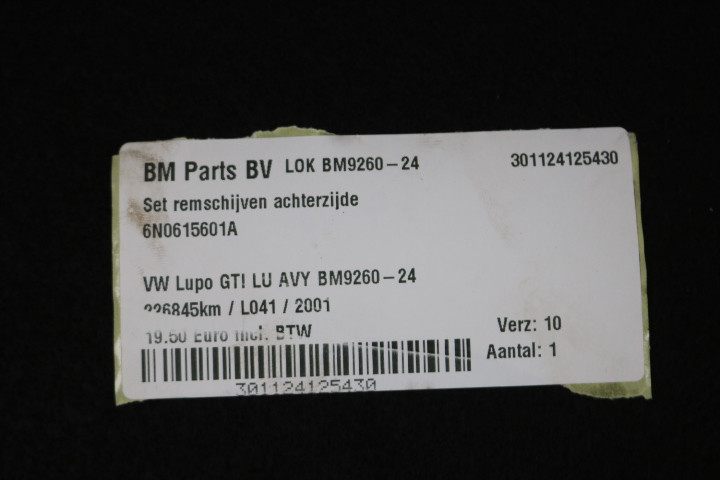 BM Parts BV LOK BM9260-24 301124125430
Set remschijven achterzijde
6N0615601A
VW Lupo GTI LU AVY BM9260-24
226845km / L041 / 2001
19.50 Euro incl. BTW
Verz: 10
Aantal: 1
301124125430